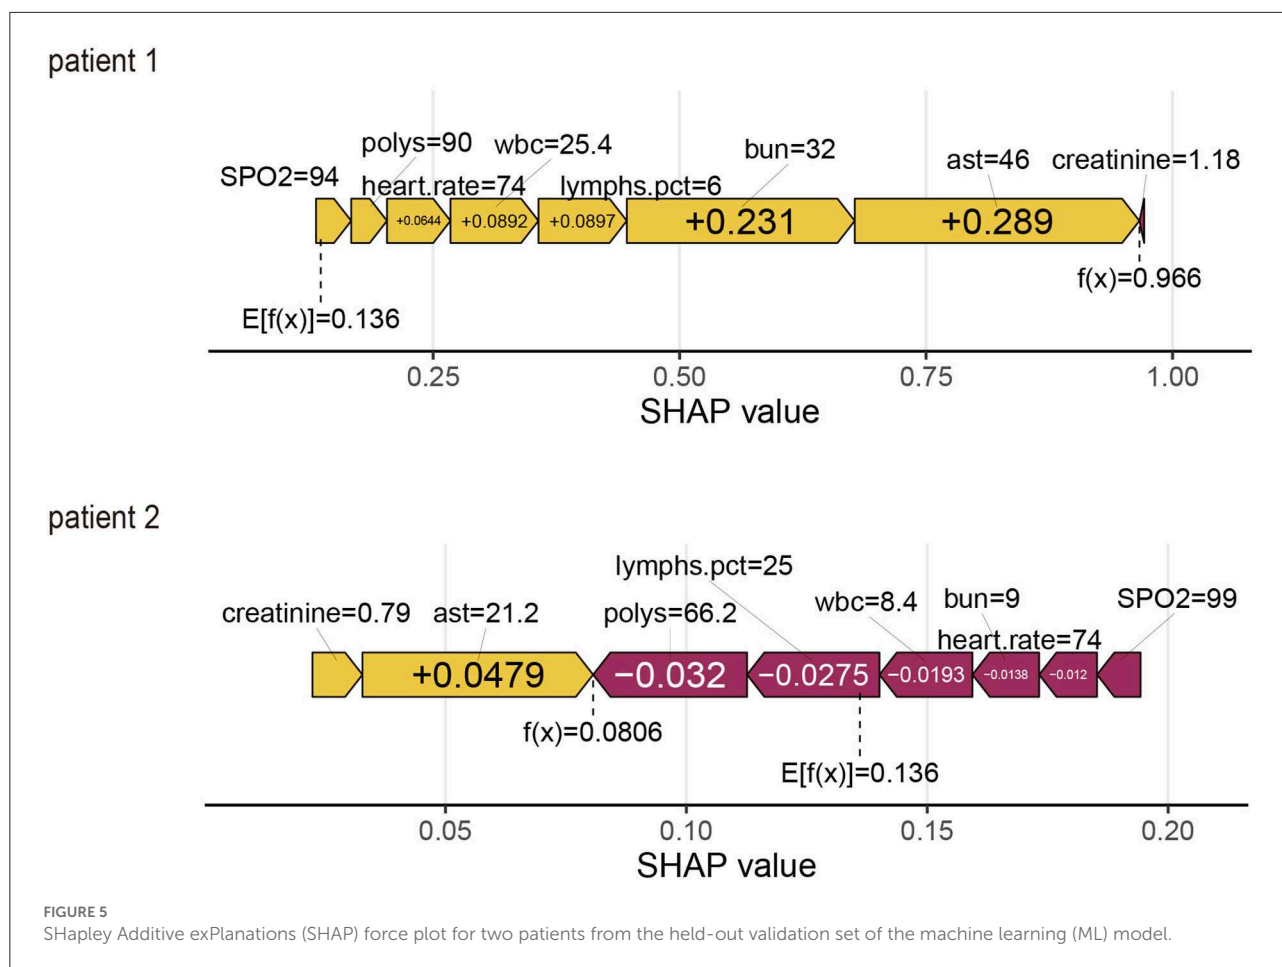 patient 1
polys=90
wbc=25.4
bun=32
ast=46
creatinine=1.18
SPO2=94
heart.rate=74
lymphs.pct=6
+0.0644
+0.0892
+0.0897
+0.231
+0.289
f(x)=0.966
E[f(x)]=0.136
0.25
0.50
0.75
1.00
SHAP value
patient 2
lymphs.pct=25
creatinine=0.79
ast=21.2
polys=66.2
wbc=8.4
bun=9
SPO2=99
heart.rate=74
+0.0479
−0.032
−0.0275
−0.0193
−0.0138
−0.012
f(x)=0.0806
E[f(x)]=0.136
0.05
0.10
0.15
0.20
SHAP value
FIGURE 5
SHapley Additive exPlanations (SHAP) force plot for two patients from the held-out validation set of the machine learning (ML) model.